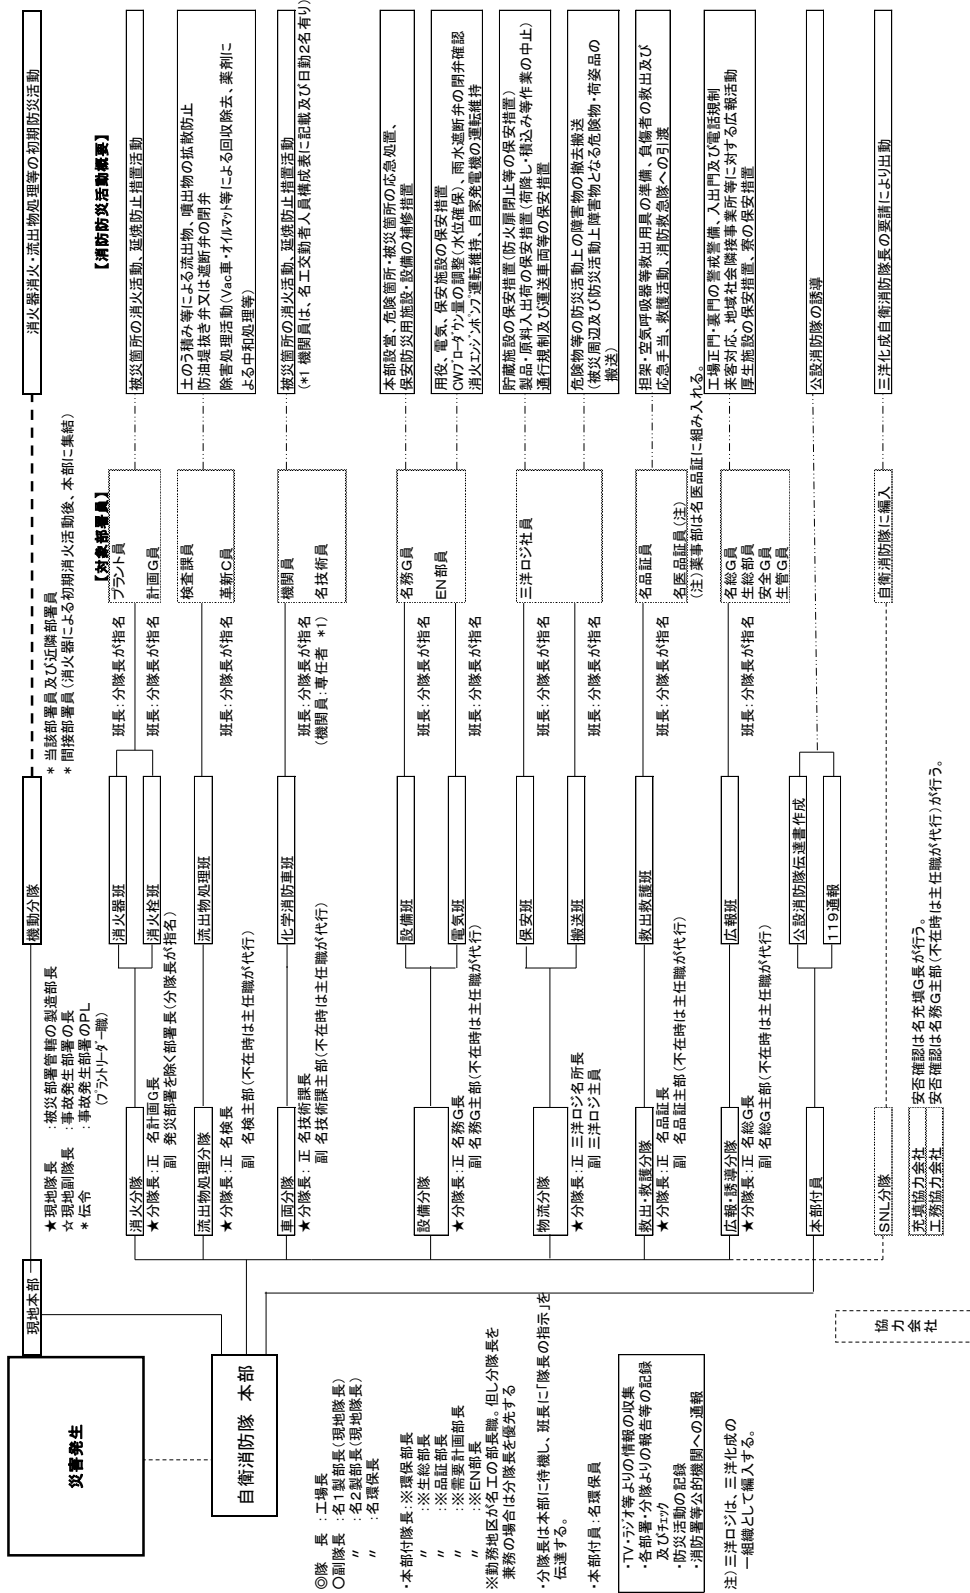 災害発生
現地本部
機動分隊
消火器消火・流出物処理等の初期防災活動
★現地隊長 :被災部署管轄の製造部長
☆現地副隊長 :事故発生部署の長
*伝令 :事故発生部署のPL
(プラントリーダー職)
*当該部署員及び近隣部署員
*間接部署員(消火器による初期消火活動後、本部に集結)
【対象部署員】
【消防防災活動概要】
自衛消防隊 本部
◎隊 長 :工場長
〇副隊長 :名1製部長(現地隊長)
〃 :名2製部長(現地隊長)
〃 :名環保長
・本部付隊長:※環保部長
〃 :※生総部長
〃 :※品証部長
〃 :※需要計画部長
〃 :※EN部長
※勤務地区が名工の部長職。但し分隊長を
兼務の場合は分隊長を優先する
・分隊長は本部に待機し、班長に「隊長の指示」を
伝達する。
・本部付員:名環保員
・TV・ラジオ等よりの情報の収集
・各部署・分隊よりの報告等の記録
及びチェック
・防災活動の記録
・消防署等公的機関への通報
注)三洋ロジは、三洋化成の
一組織として編入する。
消火分隊
★分隊長:正 名計画G長
副 発災部署を除く部署長(分隊長が指名)
消火器班
消火栓班
班長:分隊長が指名
班長:分隊長が指名
プラント員
計画G員
被災箇所の消火活動、延焼防止措置活動
流出物処理分隊
★分隊長:正 名検長
副 名検主部(不在時は主任職が代行)
流出物処理班
班長:分隊長が指名
検査課員
革新C員
土のう積み等による流出物、噴出物の拡散防止
防油堤抜き弁又は遮断弁の閉弁
除害処理活動(Vac車・オイルマット等による回収除去、薬剤に
よる中和処理等)
車両分隊
★分隊長:正 名技術課長
副 名技術課主部(不在時は主任職が代行)
化学消防車班
班長:分隊長が指名
(機関員:専任者 *1)
機関員
名技術員
被災箇所の消火活動、延焼防止措置活動
(*1 機関員は、名工交動者人員構成表に記載及び日勤2名有り)
設備分隊
★分隊長:正 名務G長
副 名務G主部(不在時は主任職が代行)
設備班
電気班
班長:分隊長が指名
班長:分隊長が指名
名務G員
EN部員
本部設営、危険箇所・被災箇所の応急処置、
保安防災用施設・設備の補修措置
用役、電気、保安施設の保安措置
CWブローダウン量の調整(水位確保)、雨水遮断弁の閉弁確認
消火エンジンポンプ運転維持、自家発電機の運転維持
物流分隊
★分隊長:正 三洋ロジ名所長
副 三洋ロジ主員
保安班
搬送班
班長:分隊長が指名
班長:分隊長が指名
三洋ロジ社員
貯蔵施設の保安措置(防火扉閉止等の保安措置)
製品・原料入出荷の保安措置(荷降し・積込み等作業の中止)
通行規制及び運送車両等の保安措置
危険物等の防災活動上の障害物の撤去搬送
(被災周辺及び防災活動上障害物となる危険物・荷姿品の
搬送)
救出・救護分隊
★分隊長:正 名品証長
副 名品証主部(不在時は主任職が代行)
救出救護班
班長:分隊長が指名
名品証員
名医品証員(注)
(注)薬事部は名医品証に組み入れる。
担架・空気呼吸器等救出用具の準備、負傷者の救出及び
応急手当、救護活動、消防救急隊への引渡
広報・誘導分隊
★分隊長:正 名総G長
副 名総G主部(不在時は主任職が代行)
広報班
班長:分隊長が指名
名総G員
生総部員
安全G員
生管G員
工場正門・裏門の警戒警備、入出門及び電話規制
来客対応、地域社会隣接事業所等に対する広報活動
厚生施設の保安措置、寮の保安措置
本部付員
公設消防隊伝達書作成
119通報
公設消防隊の誘導
SNL分隊
自衛消防隊に編入
三洋化成自衛消防隊長の要請により出動
協力会社
充填協力会社 安否確認は名充填G長が行う。
工務協力会社 安否確認は名務G主部(不在時は主任職が代行)が行う。